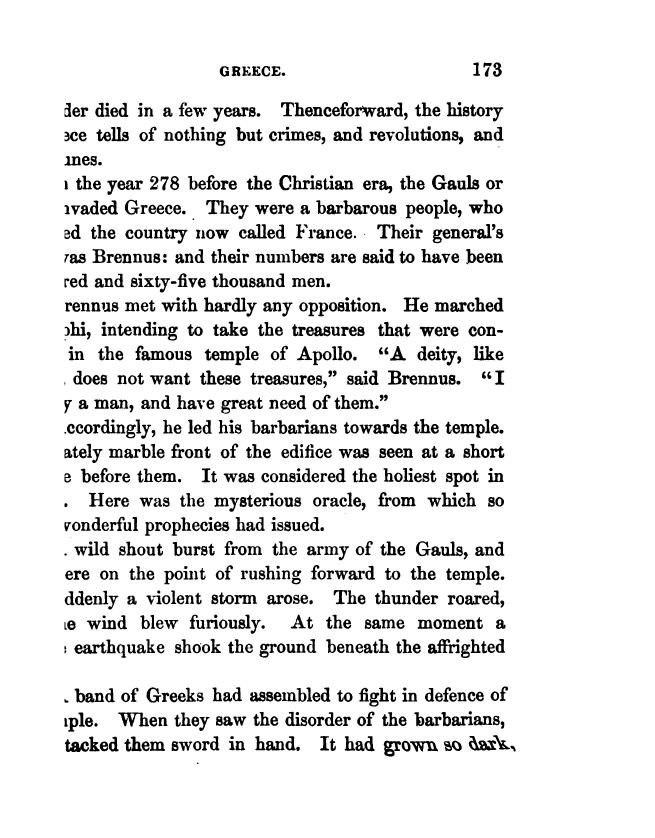 GREECE. 173
der died in a few years. Thenceforward, the history
ece tells of nothing but crimes, and revolutions, and
nes.
the year 278 before the Christian era, the Gauls or
nvaded Greece. They were a barbarous people, who
ed the country now called France. Their general's
was Brennus: and their numbers are said to have been
red and sixty-five thousand men.
rennus met with hardly any opposition. He marched
phi, intending to take the treasures that were con-
in the famous temple of Apollo. “A deity, like
does not want these treasures,” said Brennus. “I
y a man, and have great need of them.”
ccordingly, he led his barbarians towards the temple.
ately marble front of the edifice was seen at a short
e before them. It was considered the holiest spot in
. Here was the mysterious oracle, from which so
wonderful prophecies had issued.
wild shout burst from the army of the Gauls, and
ere on the point of rushing forward to the temple.
ddenly a violent storm arose. The thunder roared,
e wind blew furiously. At the same moment a
earthquake shook the ground beneath the affrighted
band of Greeks had assembled to fight in defence of
ple. When they saw the disorder of the barbarians,
tacked them sword in hand. It had grown so dark,